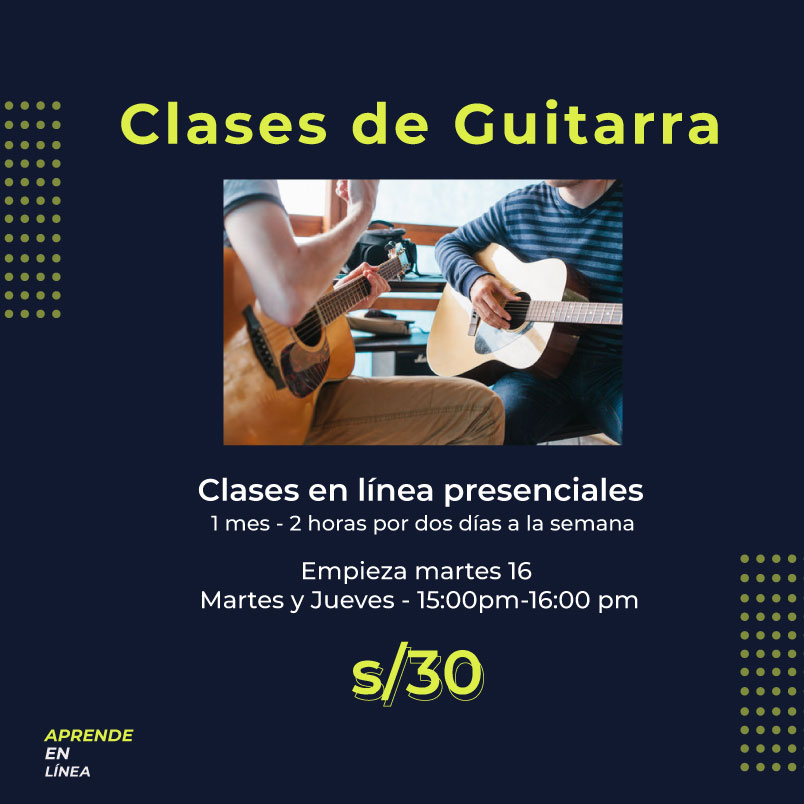 Clases de Guitarra
Clases en línea presenciales
1 mes - 2 horas por dos días a la semana
Empieza martes 16
Martes y Jueves - 15:00pm-16:00 pm
s/30
APRENDE
EN
LÍNEA